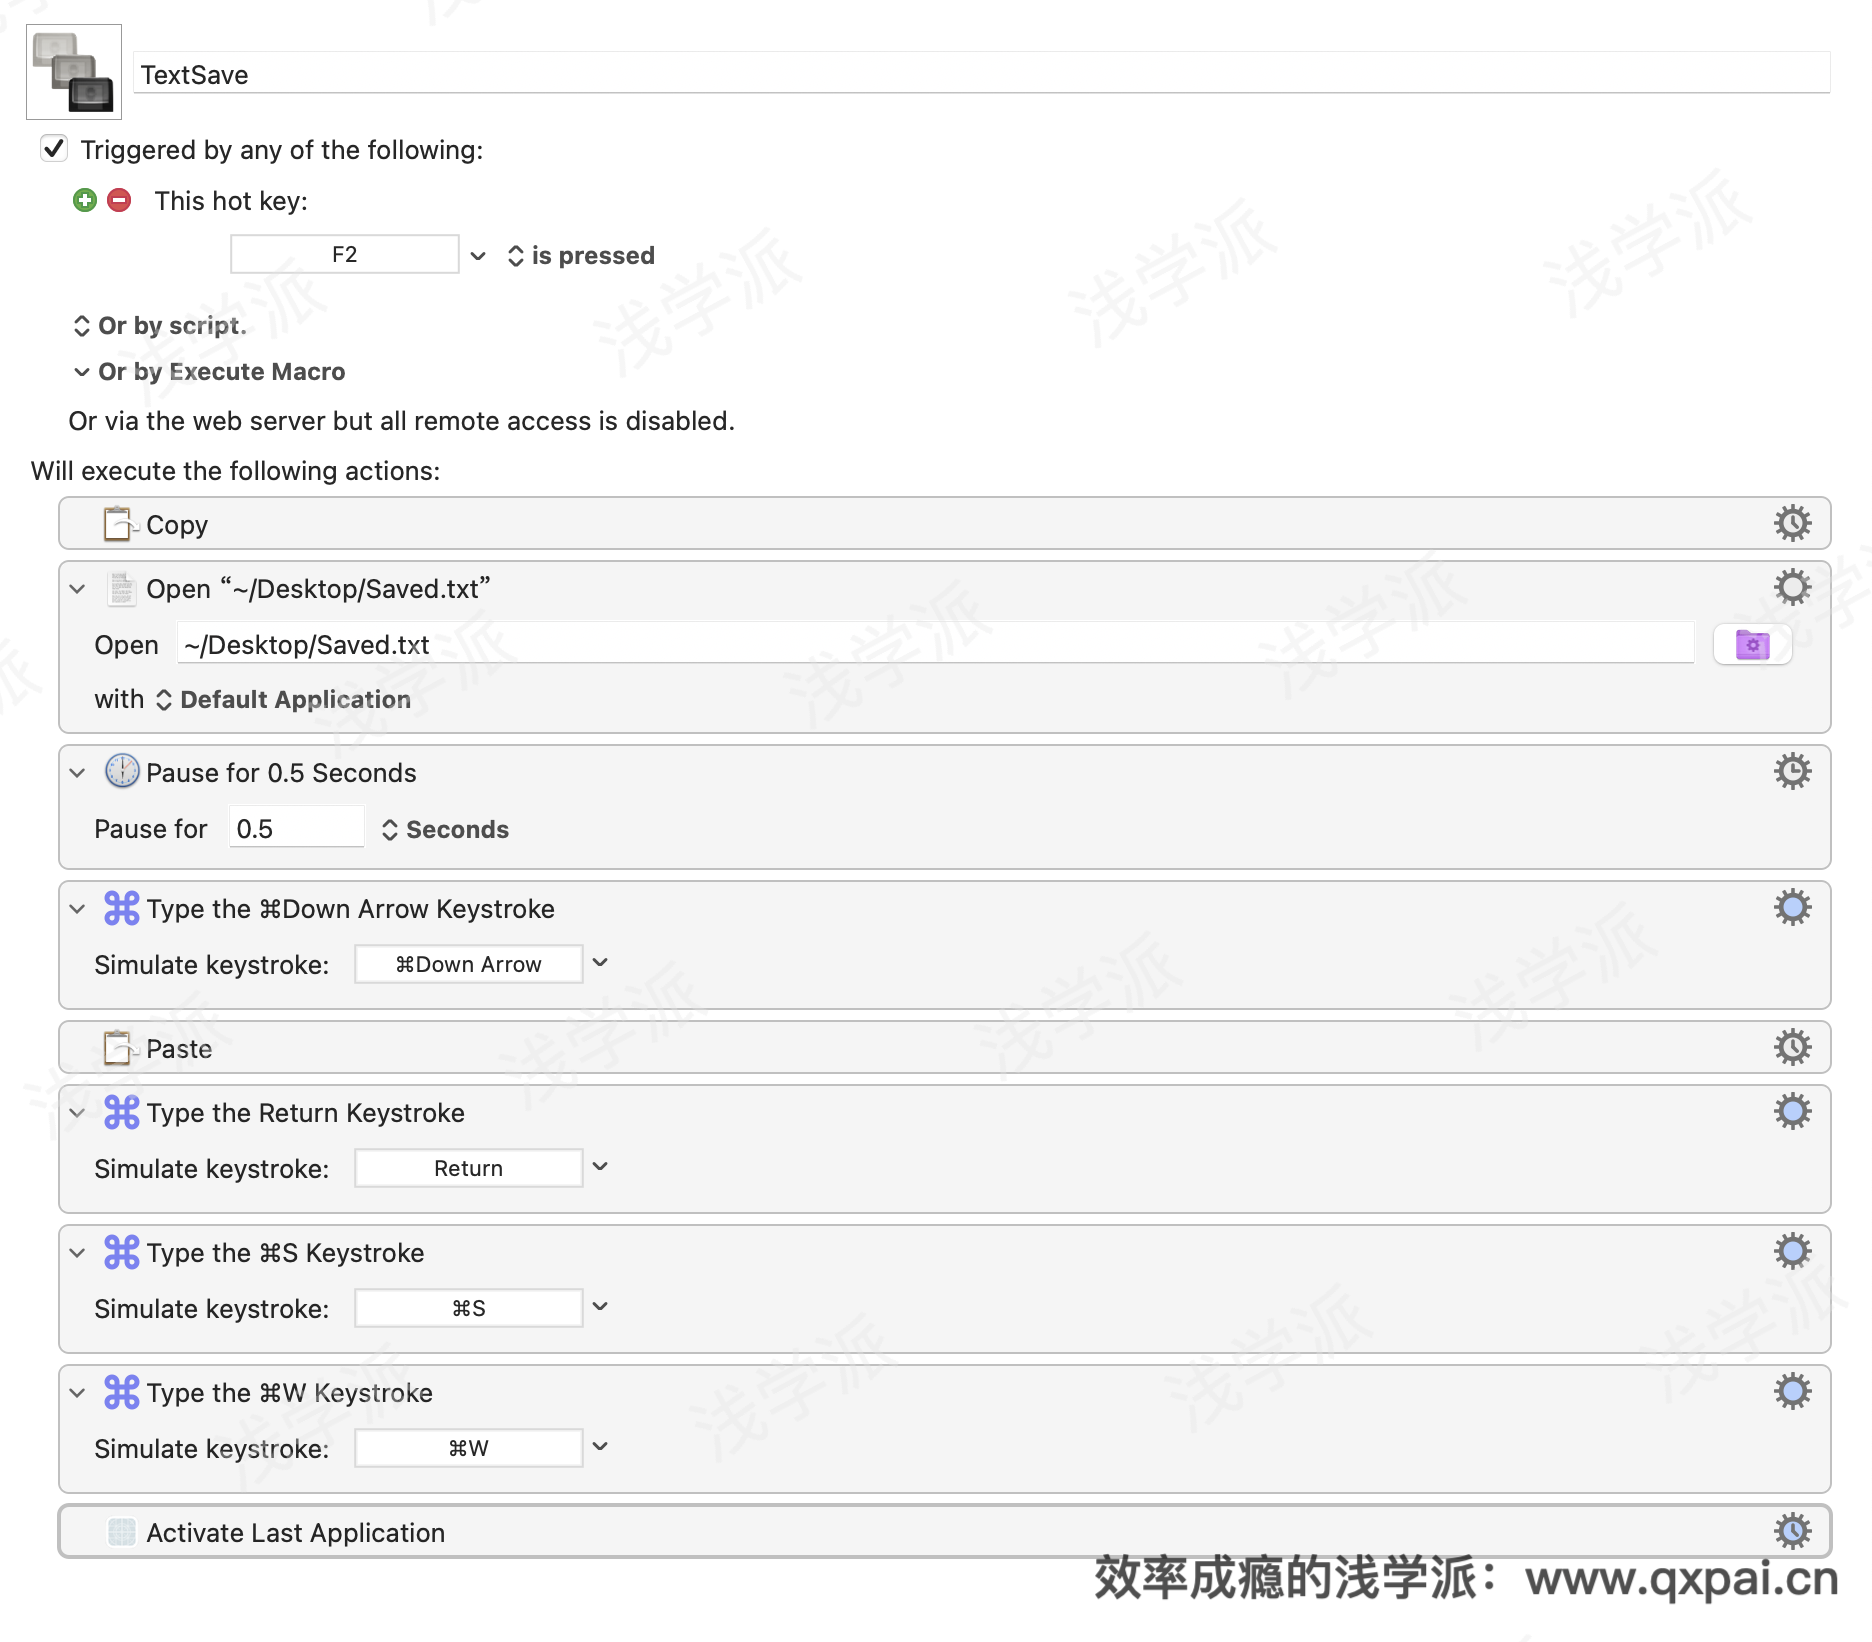 TextSave
Triggered by any of the following:
This hot key:
F2 is pressed
Or by script.
Or by Execute Macro
Or via the web server but all remote access is disabled.
Will execute the following actions:
Copy
Open “~/Desktop/Saved.txt”
Open ~/Desktop/Saved.txt
with Default Application
Pause for 0.5 Seconds
Pause for 0.5 Seconds
Type the ⌘Down Arrow Keystroke
Simulate keystroke: ⌘Down Arrow
Paste
Type the Return Keystroke
Simulate keystroke: Return
Type the ⌘S Keystroke
Simulate keystroke: ⌘S
Type the ⌘W Keystroke
Simulate keystroke: ⌘W
Activate Last Application
效率成瘾的浅学派：www.qxpai.cn
浅学派